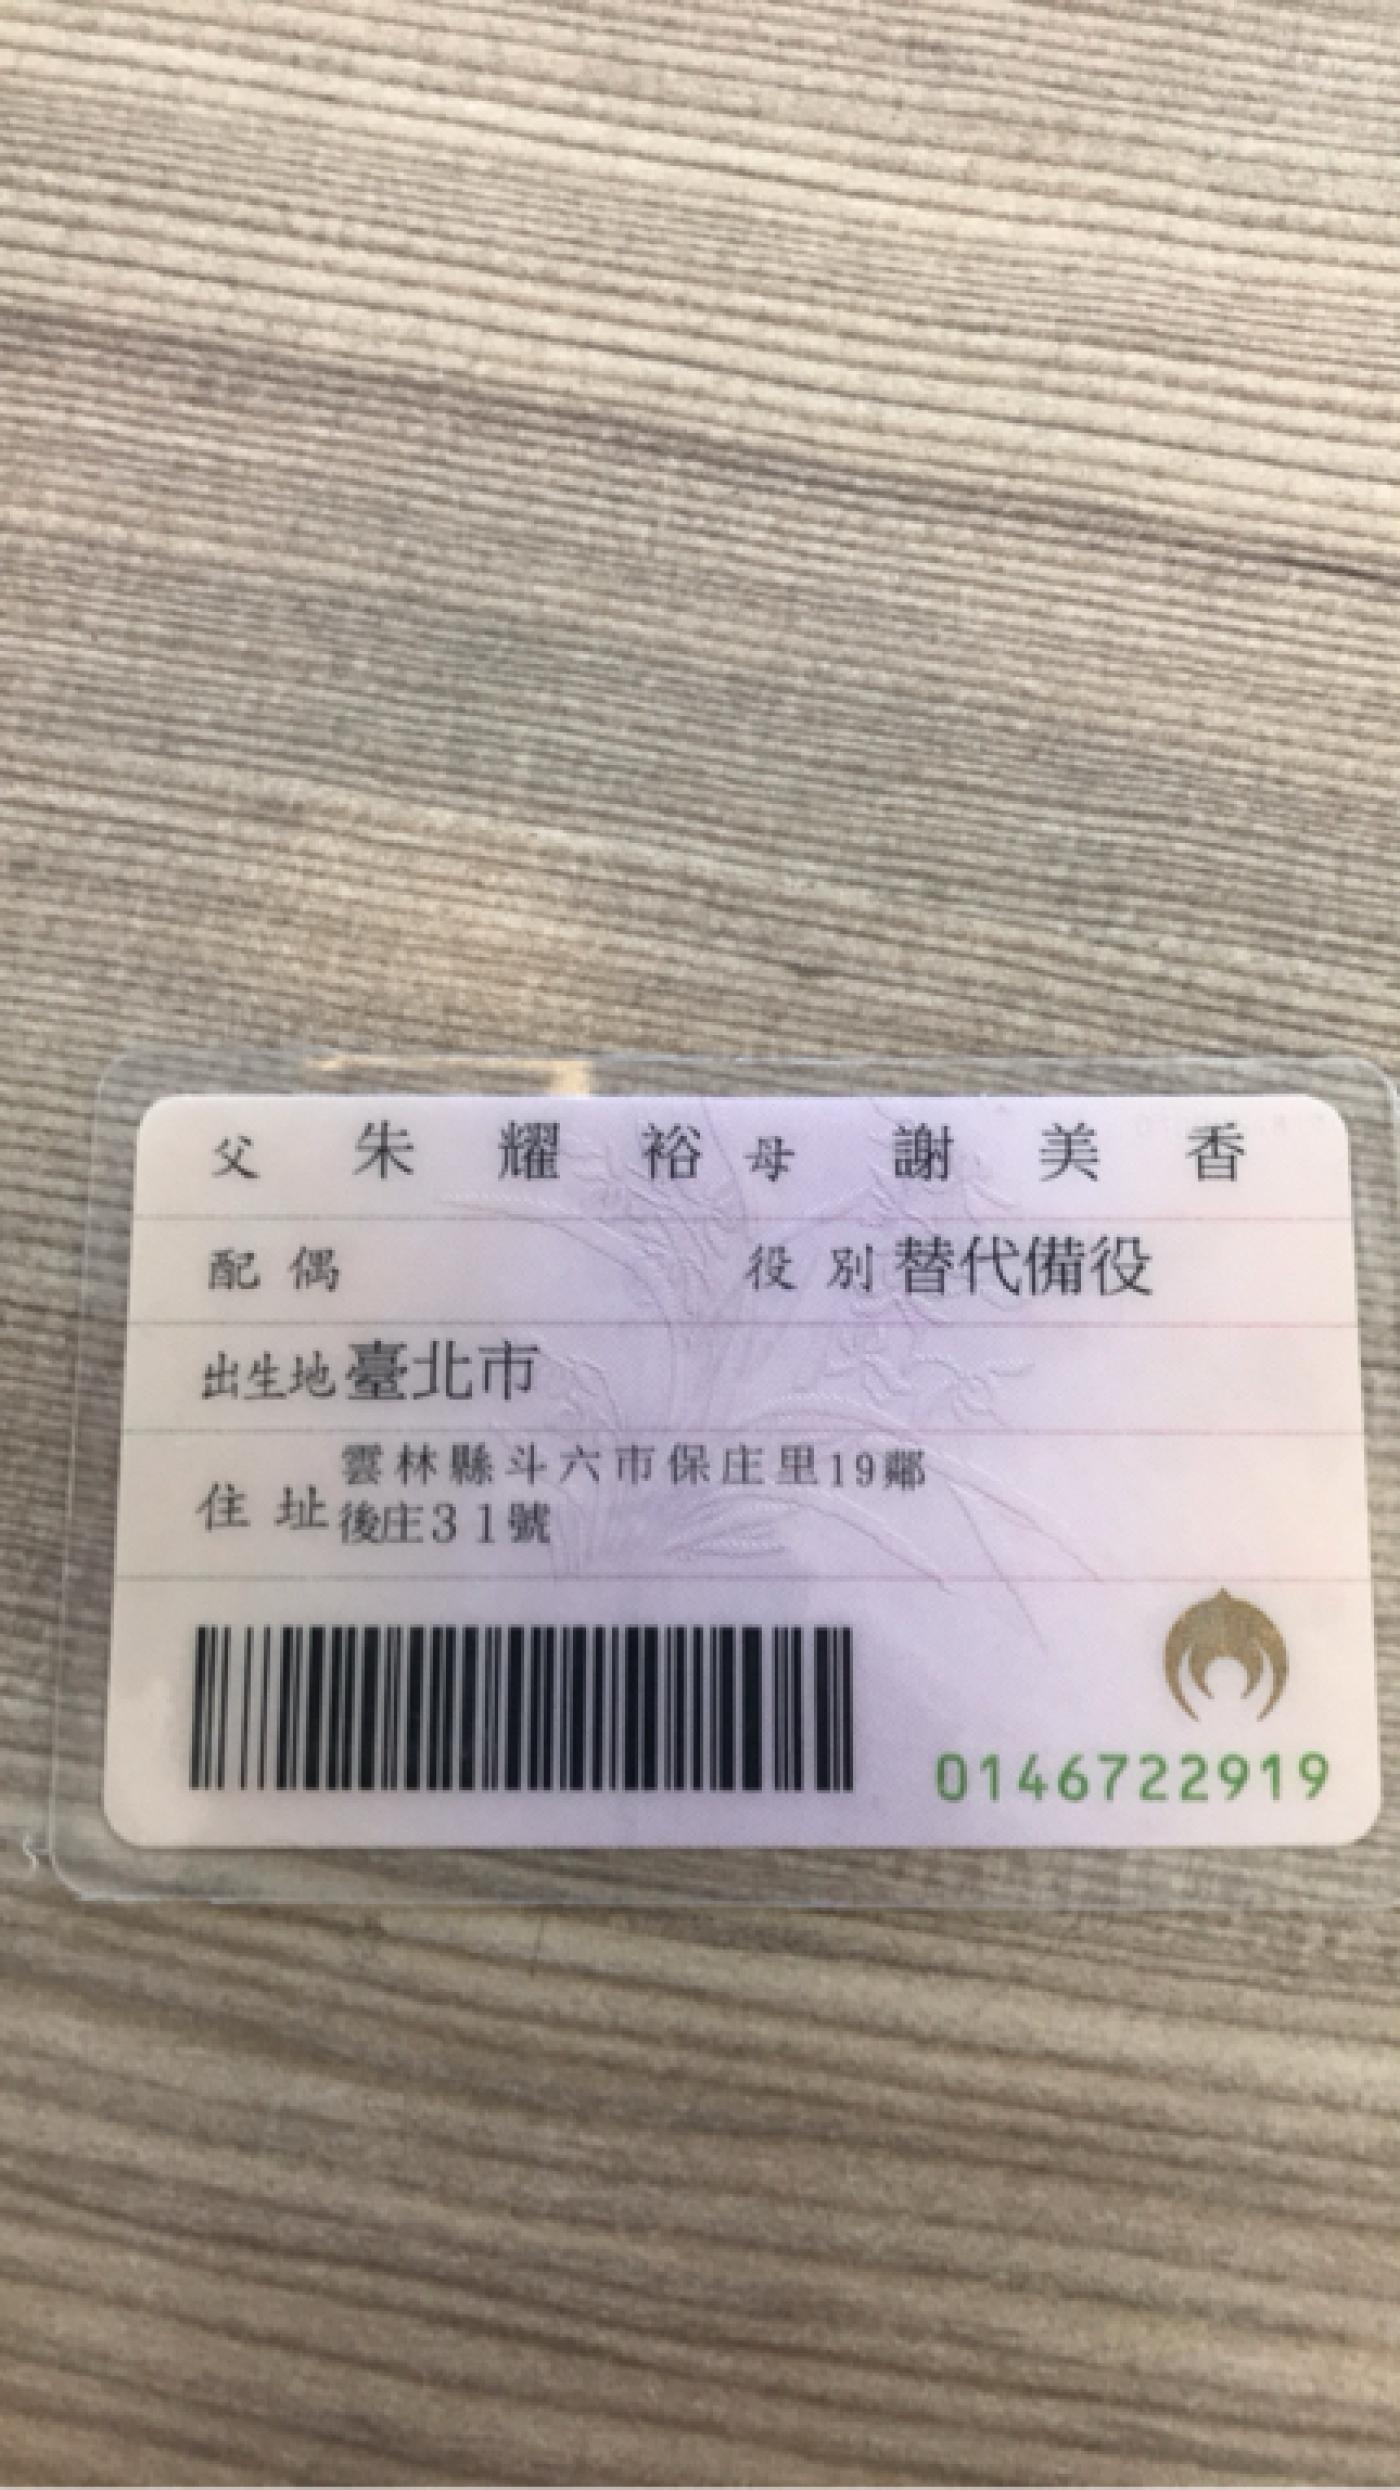 父 朱耀裕 母 謝美香
配偶 役別 替代備役
出生地 臺北市
住址 雲林縣斗六市保庄里19鄰
後庄31號
0146722919